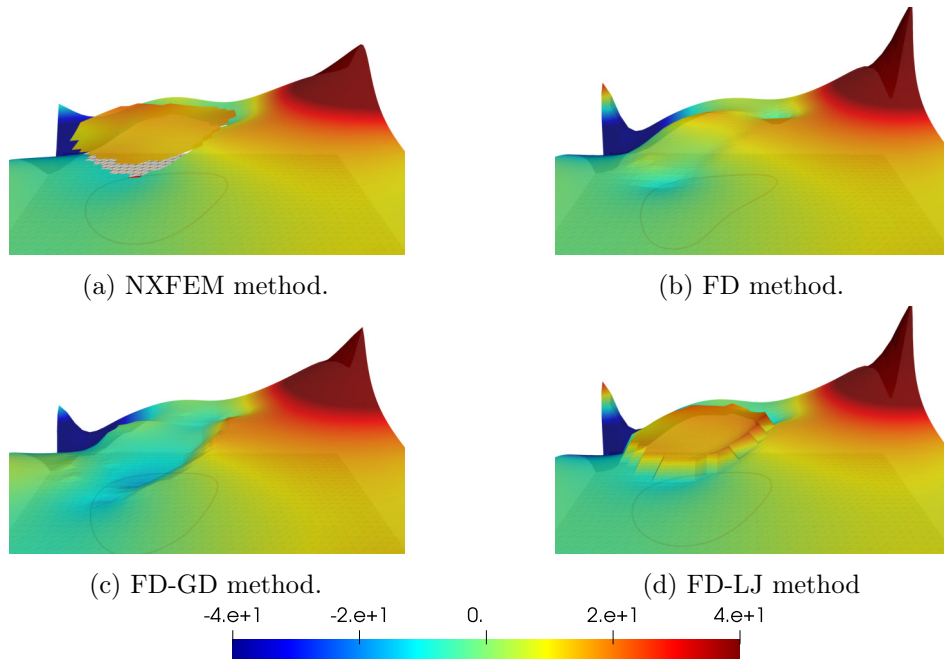 (a) NXFEM method.
(b) FD method.
(c) FD-GD method.
(d) FD-LJ method
-4.e+1 -2.e+1 0. 2.e+1 4.e+1